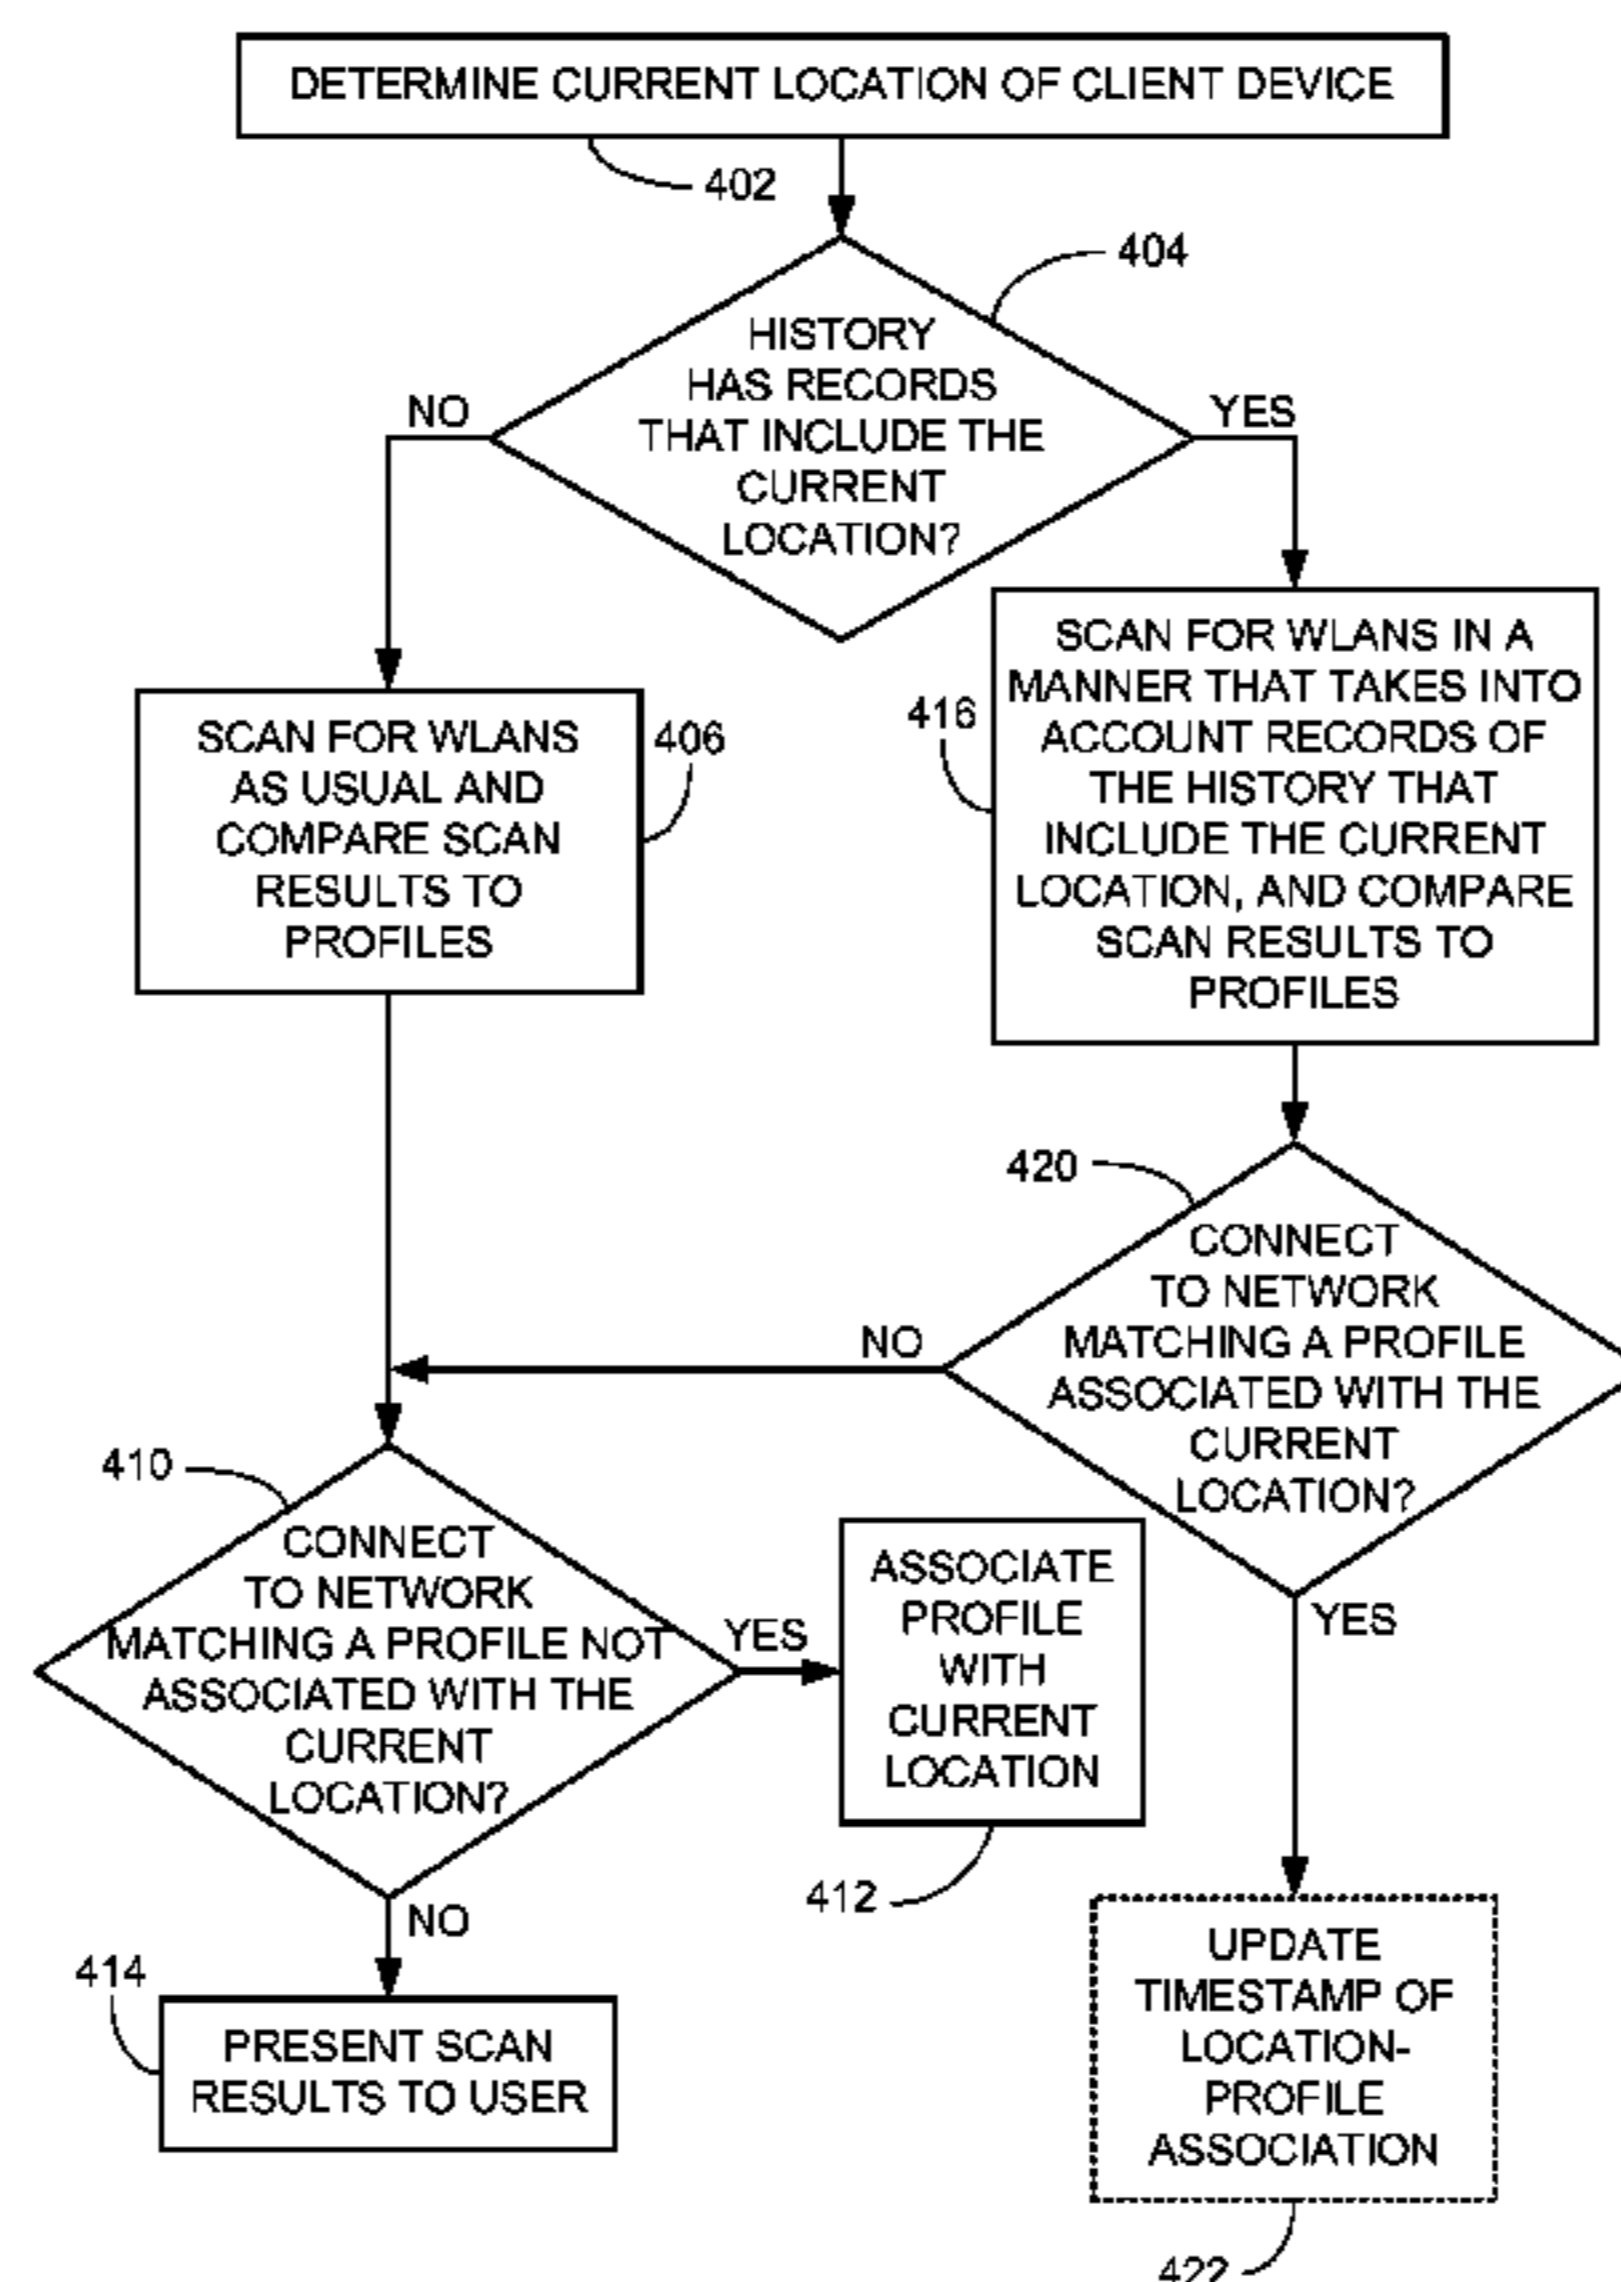 DETERMINE CURRENT LOCATION OF CLIENT DEVICE
402
404
HISTORY
HAS RECORDS
THAT INCLUDE THE
CURRENT
LOCATION?
NO
YES
SCAN FOR WLANS
AS USUAL AND
COMPARE SCAN
RESULTS TO
PROFILES
406
416
SCAN FOR WLANS IN A
MANNER THAT TAKES INTO
ACCOUNT RECORDS OF
THE HISTORY THAT
INCLUDE THE CURRENT
LOCATION, AND COMPARE
SCAN RESULTS TO
PROFILES
420
CONNECT
TO NETWORK
MATCHING A PROFILE
ASSOCIATED WITH THE
CURRENT
LOCATION?
NO
YES
410
CONNECT
TO NETWORK
MATCHING A PROFILE NOT
ASSOCIATED WITH THE
CURRENT
LOCATION?
YES
NO
ASSOCIATE
PROFILE
WITH
CURRENT
LOCATION
412
414
PRESENT SCAN
RESULTS TO USER
UPDATE
TIMESTAMP OF
LOCATION-
PROFILE
ASSOCIATION
422